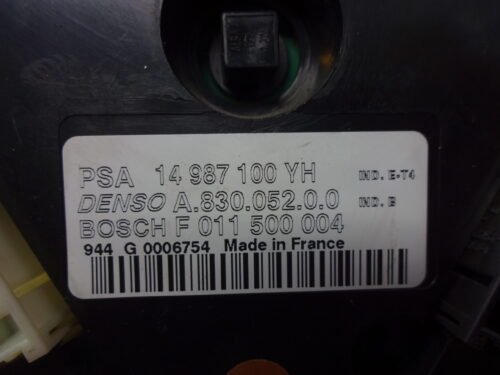 PSA 14 987 100 YH IND. E-T4
DENSO A.830.052.0.0 IND. B
BOSCH F 011 500 004
944 G 0006754 Made in France